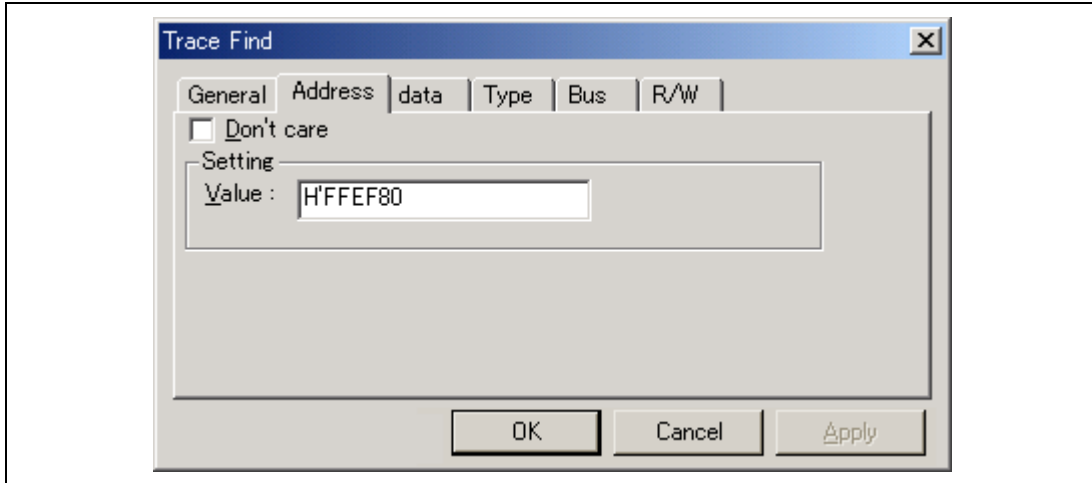 Trace Find
General Address data Type Bus R/W
Don't care
Setting
Value : H'FFEF80
OK Cancel Apply